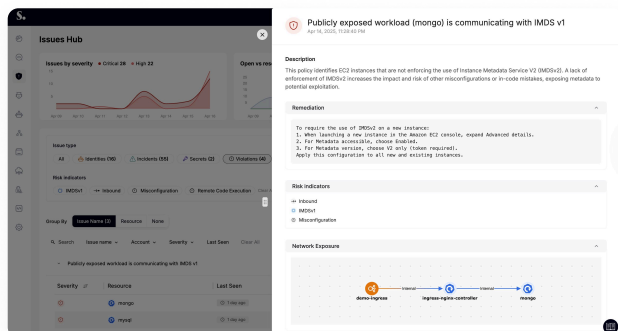 S.
Issues Hub
Issues by severity Critical 28 High 22
Issue type
All Identities (10) Incidents (55) Secrets (2) Violations (4)
Risk indicators
IMDSv1 Inbound Misconfiguration Remote Code Execution
Group By Issue Name (3) Resource None
Search Issue name Account Severity Last Seen Clear All
Publicly exposed workload is communicating with IMDS v1
Severity Resource Last Seen
mongo 1 day ago
mysql 1 day ago
Publicly exposed workload (mongo) is communicating with IMDS v1
Apr 14, 2025, 11:28:40 PM
Description
This policy identifies EC2 instances that are not enforcing the use of Instance Metadata Service V2 (IMDSv2). A lack of
enforcement of IMDSv2 increases the impact and risk of other misconfigurations or in-code mistakes, exposing metadata to
potential exploitation.
Remediation
To require the use of IMDSv2 on a new instance:
1. When launching a new instance in the Amazon EC2 console, expand Advanced details.
2. For Metadata accessible, choose Enabled.
3. For Metadata version, choose V2 only (token required).
Apply this configuration to all new and existing instances.
Risk Indicators
Inbound
IMDSv1
Misconfiguration
Network Exposure
Internal Internal
demo-ingress ingress-nginx-controller mongo